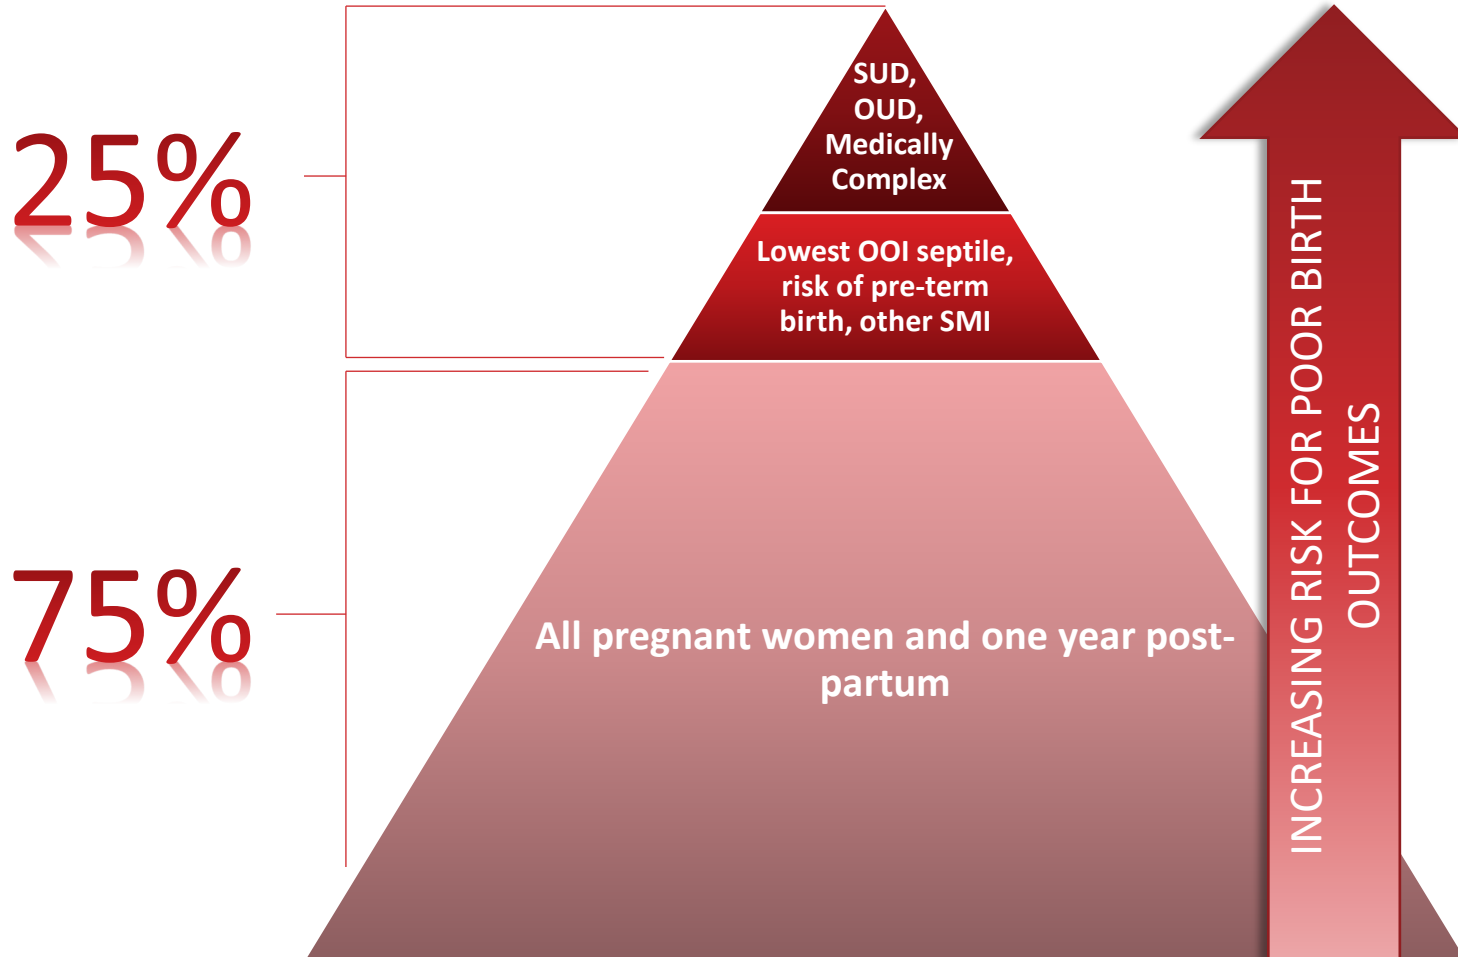 25%
SUD,
OUD,
Medically
Complex
Lowest OOI septile,
risk of pre-term
birth, other SMI
75%
All pregnant women and one year post-
partum
INCREASING RISK FOR POOR BIRTH
OUTCOMES